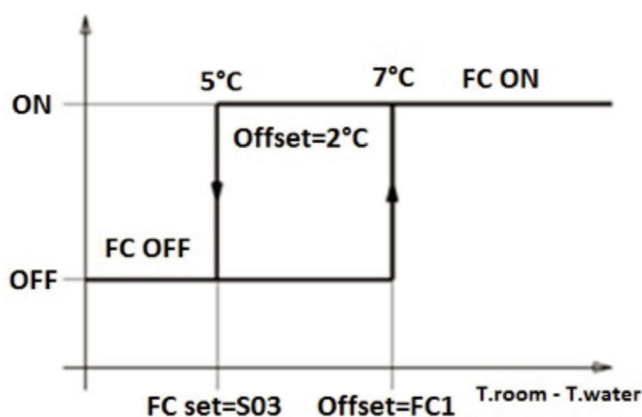 5°C 7°C FC ON
ON
Offset=2°C
FC OFF
OFF
T.room - T.water
FC set=S03 Offset=FC1